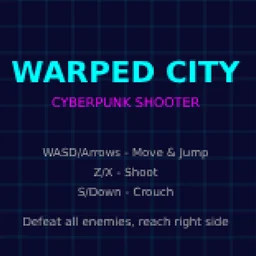 WARPED CITY
CYBERPUNK SHOOTER
WASD/Arrows - Move & Jump
Z/X - Shoot
S/Down - Crouch
Defeat all enemies, reach right side